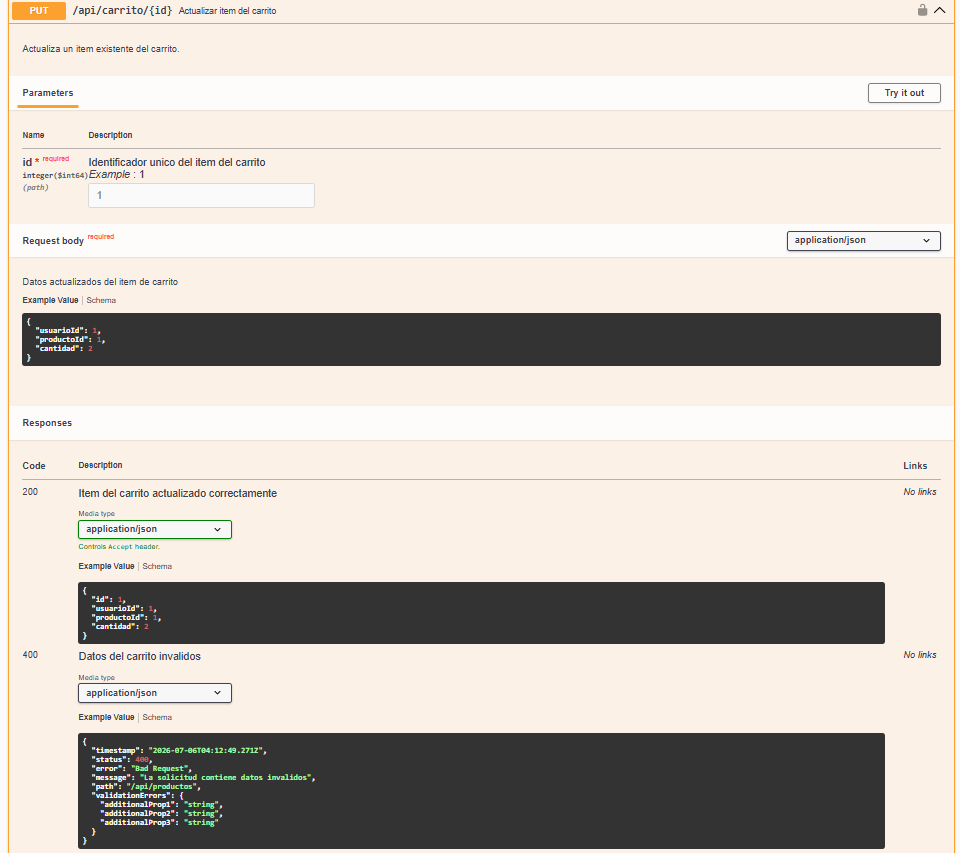 PUT /api/carrito/{id} Actualizar item del carrito
Actualiza un item existente del carrito.
Parameters Try it out
Name Description
id * required Identificador unico del item del carrito
integer($int64) Example : 1
(path) 1
Request body required application/json
Datos actualizados del item de carrito
Example Value | Schema
{
"usuarioId": 1,
"productoId": 1,
"cantidad": 2
}
Responses
Code Description Links
200 Item del carrito actualizado correctamente No links
Media type
application/json
Controls Accept header.
Example Value | Schema
{
"id": 1,
"usuarioId": 1,
"productoId": 1,
"cantidad": 2
}
400 Datos del carrito invalidos No links
Media type
application/json
Example Value | Schema
{
"timestamp": "2026-07-06T04:12:49.271Z",
"status": 400,
"error": "Bad Request",
"message": "La solicitud contiene datos invalidos",
"path": "/api/productos",
"validationErrors": {
"additionalProp1": "string",
"additionalProp2": "string",
"additionalProp3": "string"
}
}